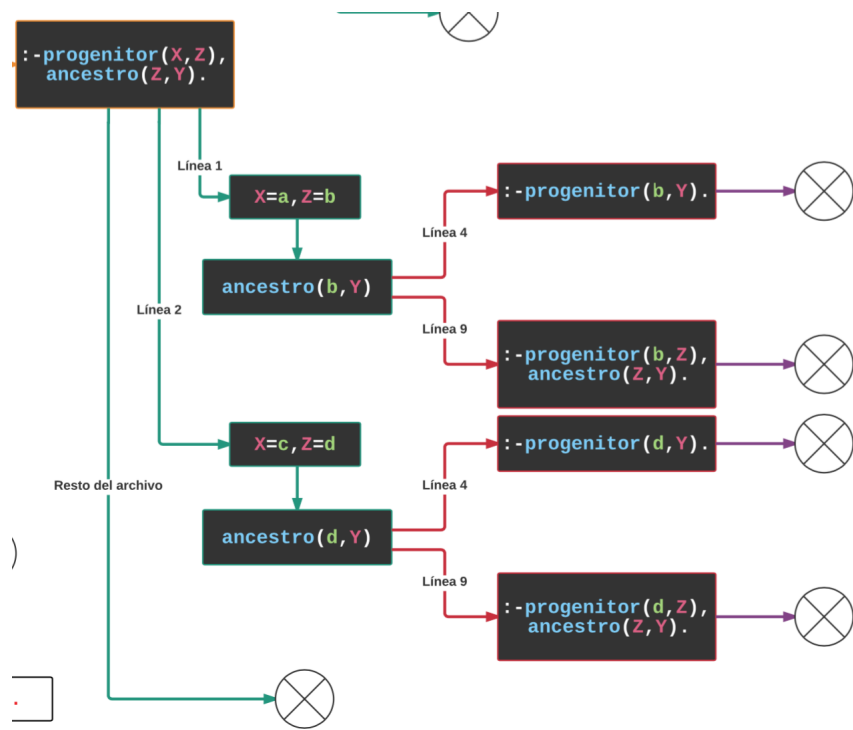 :-progenitor(X,Z),
ancestro(Z,Y).
Línea 1
X=a,Z=b
:-progenitor(b,Y).
Línea 4
ancestro(b,Y)
Línea 2
Línea 9
:-progenitor(b,Z),
ancestro(Z,Y).
X=c,Z=d
:-progenitor(d,Y).
Línea 4
Resto del archivo
ancestro(d,Y)
Línea 9
:-progenitor(d,Z),
ancestro(Z,Y).
.